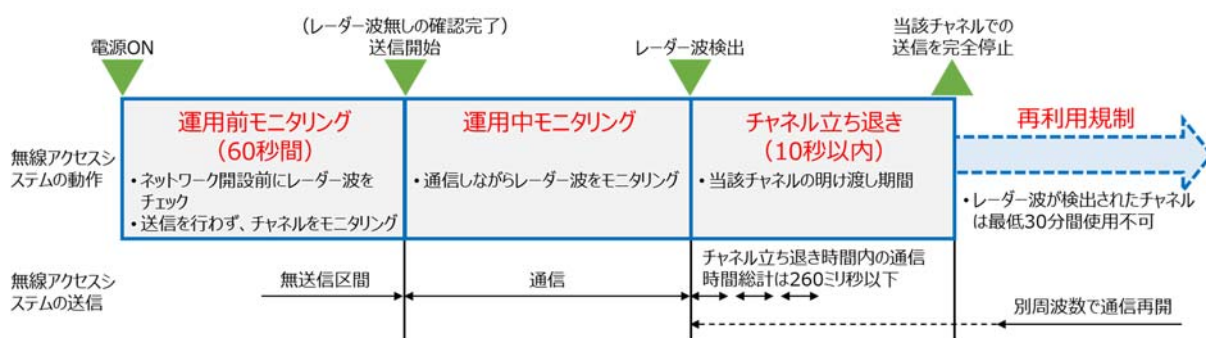 電源ON
(レーダー波無しの確認完了)
送信開始
レーダー波検出
当該チャネルでの
送信を完全停止
無線アクセスシ
ステムの動作
運用前モニタリング
(60秒間)
・ネットワーク開設前にレーダー波を
チェック
・送信を行わず、チャネルをモニタリング
運用中モニタリング
・通信しながらレーダー波をモニタリング
チャネル立ち退き
(10秒以内)
・当該チャネルの明け渡し期間
再利用規制
・レーダー波が検出されたチャネル
は最低30分間使用不可
無線アクセスシ
ステムの送信
無送信区間
通信
チャネル立ち退き時間内の通信
時間総計は260ミリ秒以下
別周波数で通信再開